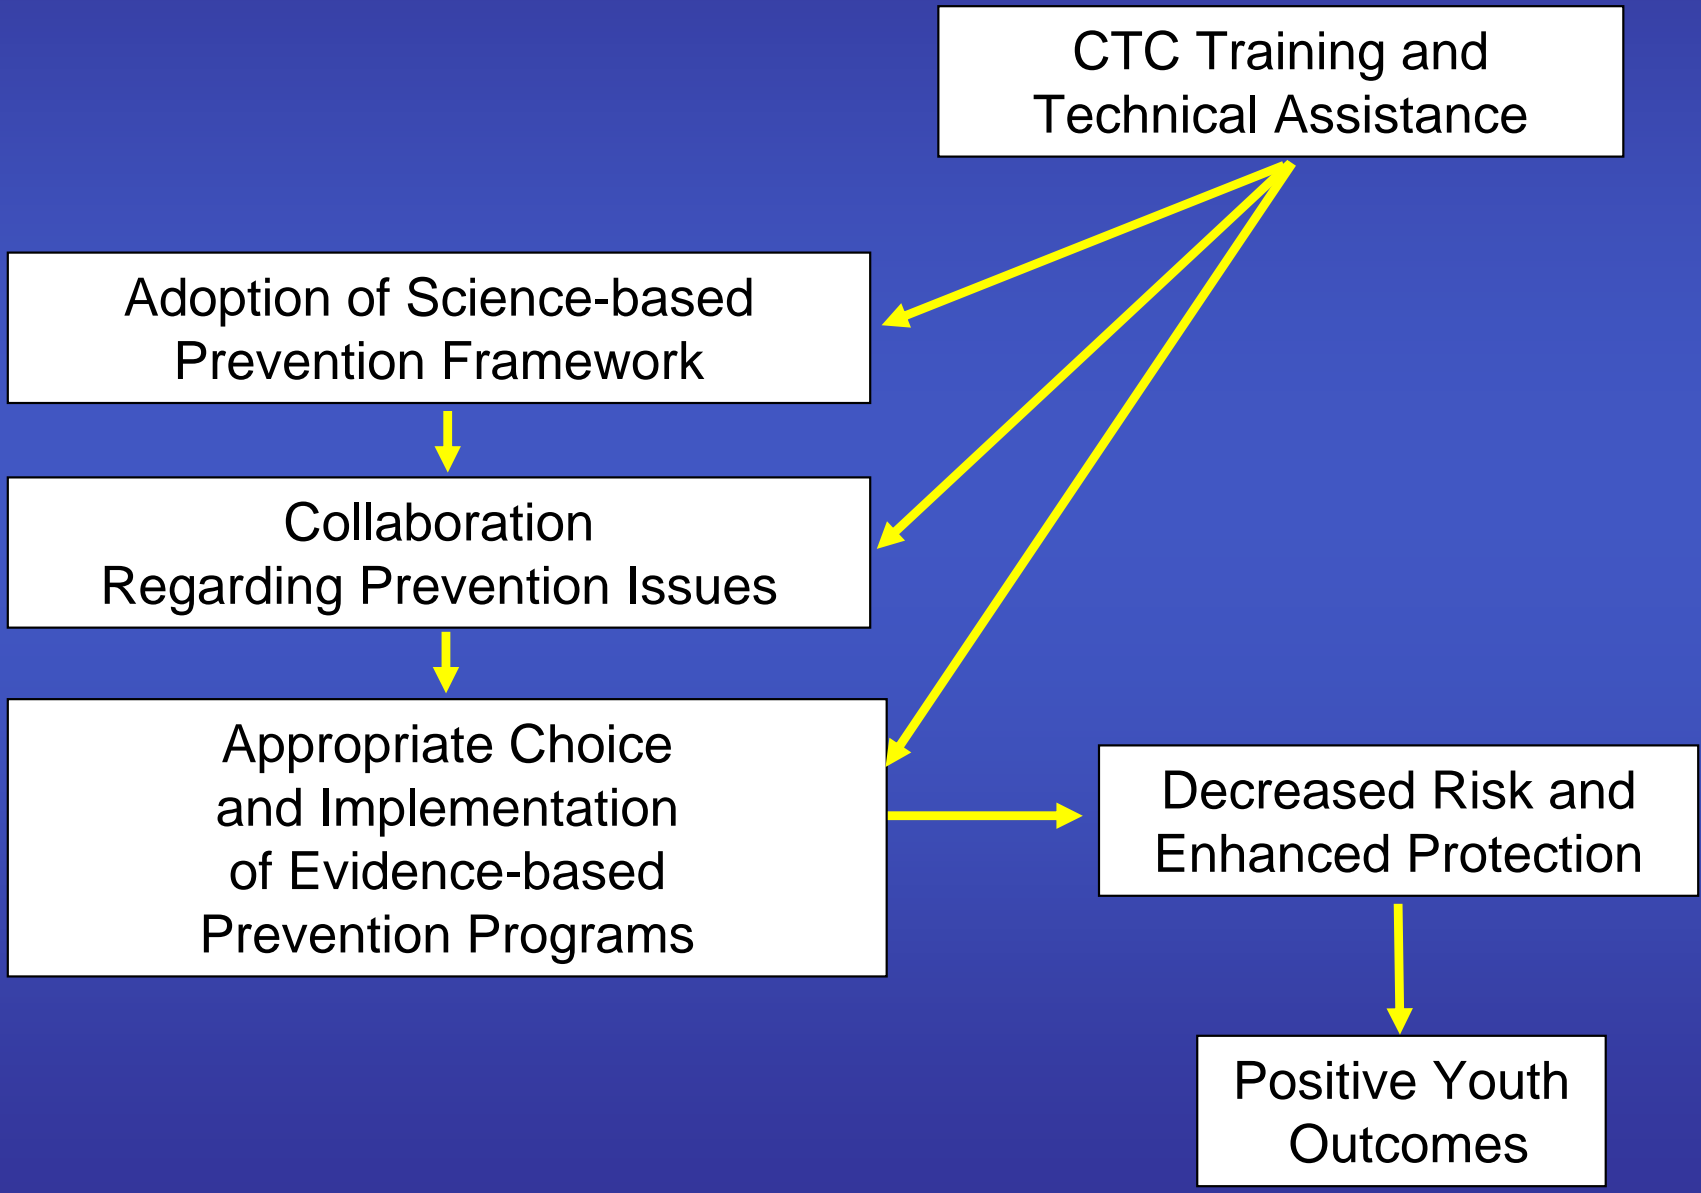 CTC Training and
Technical Assistance
Adoption of Science-based
Prevention Framework
Collaboration
Regarding Prevention Issues
Appropriate Choice
and Implementation
of Evidence-based
Prevention Programs
Decreased Risk and
Enhanced Protection
Positive Youth
Outcomes